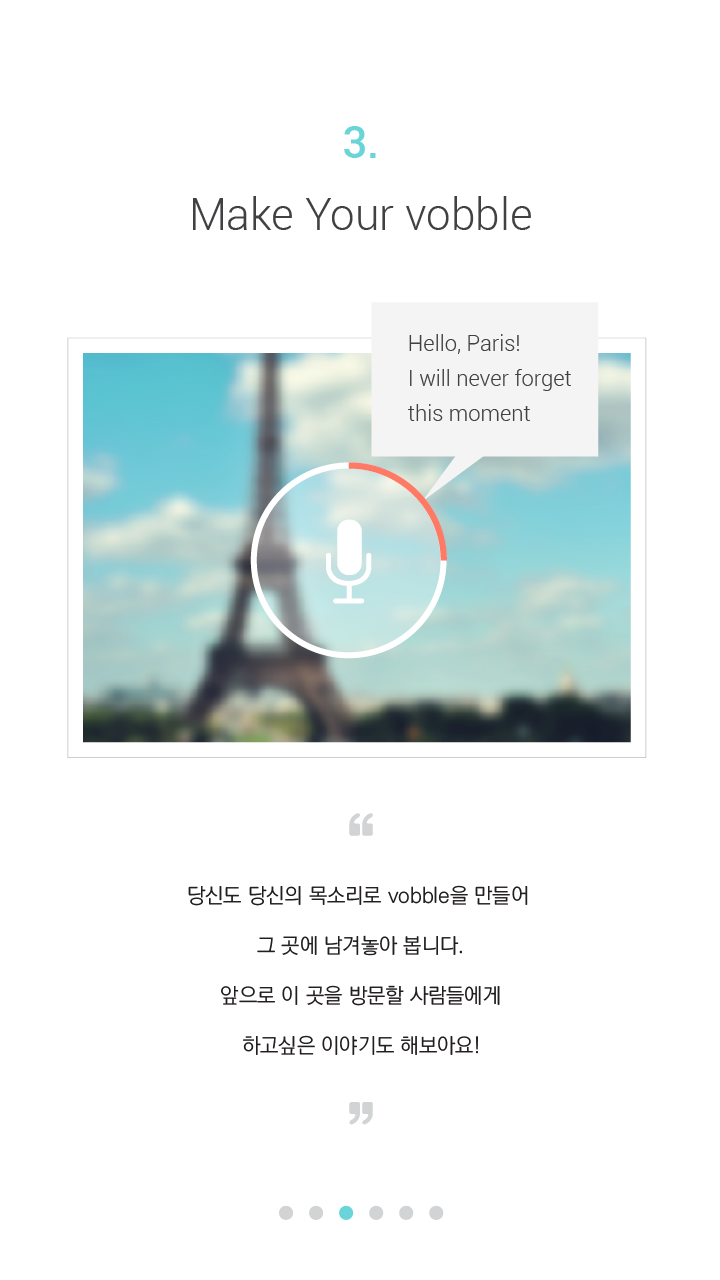 3.
Make Your vobble
Hello, Paris!
I will never forget
this moment
“
당신도 당신의 목소리로 vobble을 만들어
그 곳에 남겨놓아 봅니다.
앞으로 이 곳을 방문할 사람들에게
하고싶은 이야기도 해보아요!
”